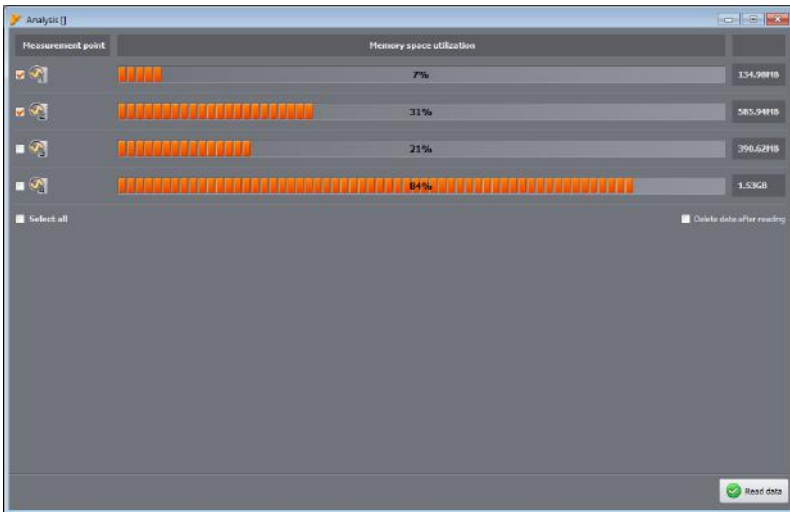 Analysis []
Measurement point Memory space utilization
7% 134.98MB
31% 585.94MB
21% 390.62MB
84% 1.53GB
Select all Delete data after reading
Read data